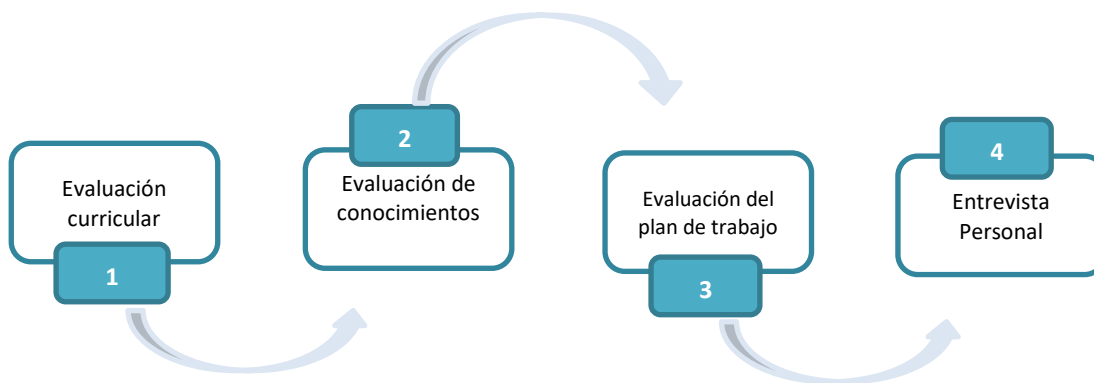 Evaluación
curricular
1
2
Evaluación de
conocimientos
Evaluación del
plan de trabajo
3
4
Entrevista
Personal